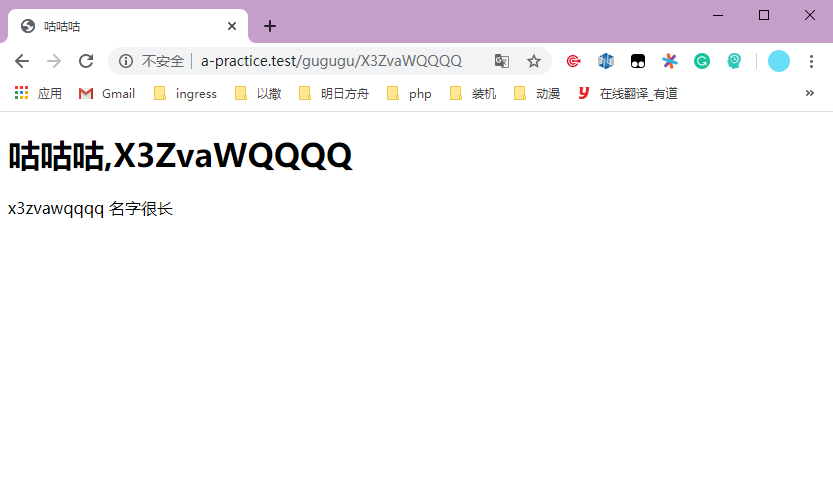 咕咕咕
不安全 a-practice.test/gugugu/X3ZvaWQQQQ
应用 Gmail ingress 以撒 明日方舟 php 装机 动漫 在线翻译_有道 »
咕咕咕,X3ZvaWQQQQ
x3zvawqqqq 名字很长